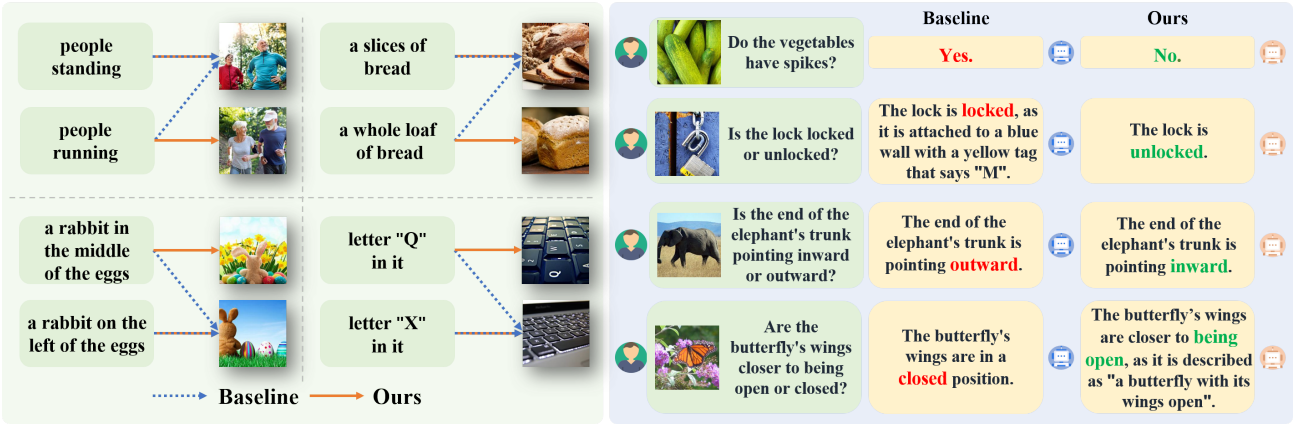 people
standing
people
running
a slices of
bread
a whole loaf
of bread
a rabbit in
the middle
of the eggs
a rabbit on the
left of the eggs
letter "Q"
in it
letter "X"
in it
Baseline
Ours
Baseline
Ours
Do the vegetables
have spikes?
Yes.
No.
Is the lock locked
or unlocked?
The lock is locked, as
it is attached to a blue
wall with a yellow tag
that says "M".
The lock is
unlocked.
Is the end of the
elephant's trunk
pointing inward
or outward?
The end of the
elephant's trunk is
pointing outward.
The end of the
elephant's trunk is
pointing inward.
Are the
butterfly's wings
closer to being
open or closed?
The butterfly's
wings are in a
closed position.
The butterfly's wings
are closer to being
open, as it is described
as "a butterfly with its
wings open".